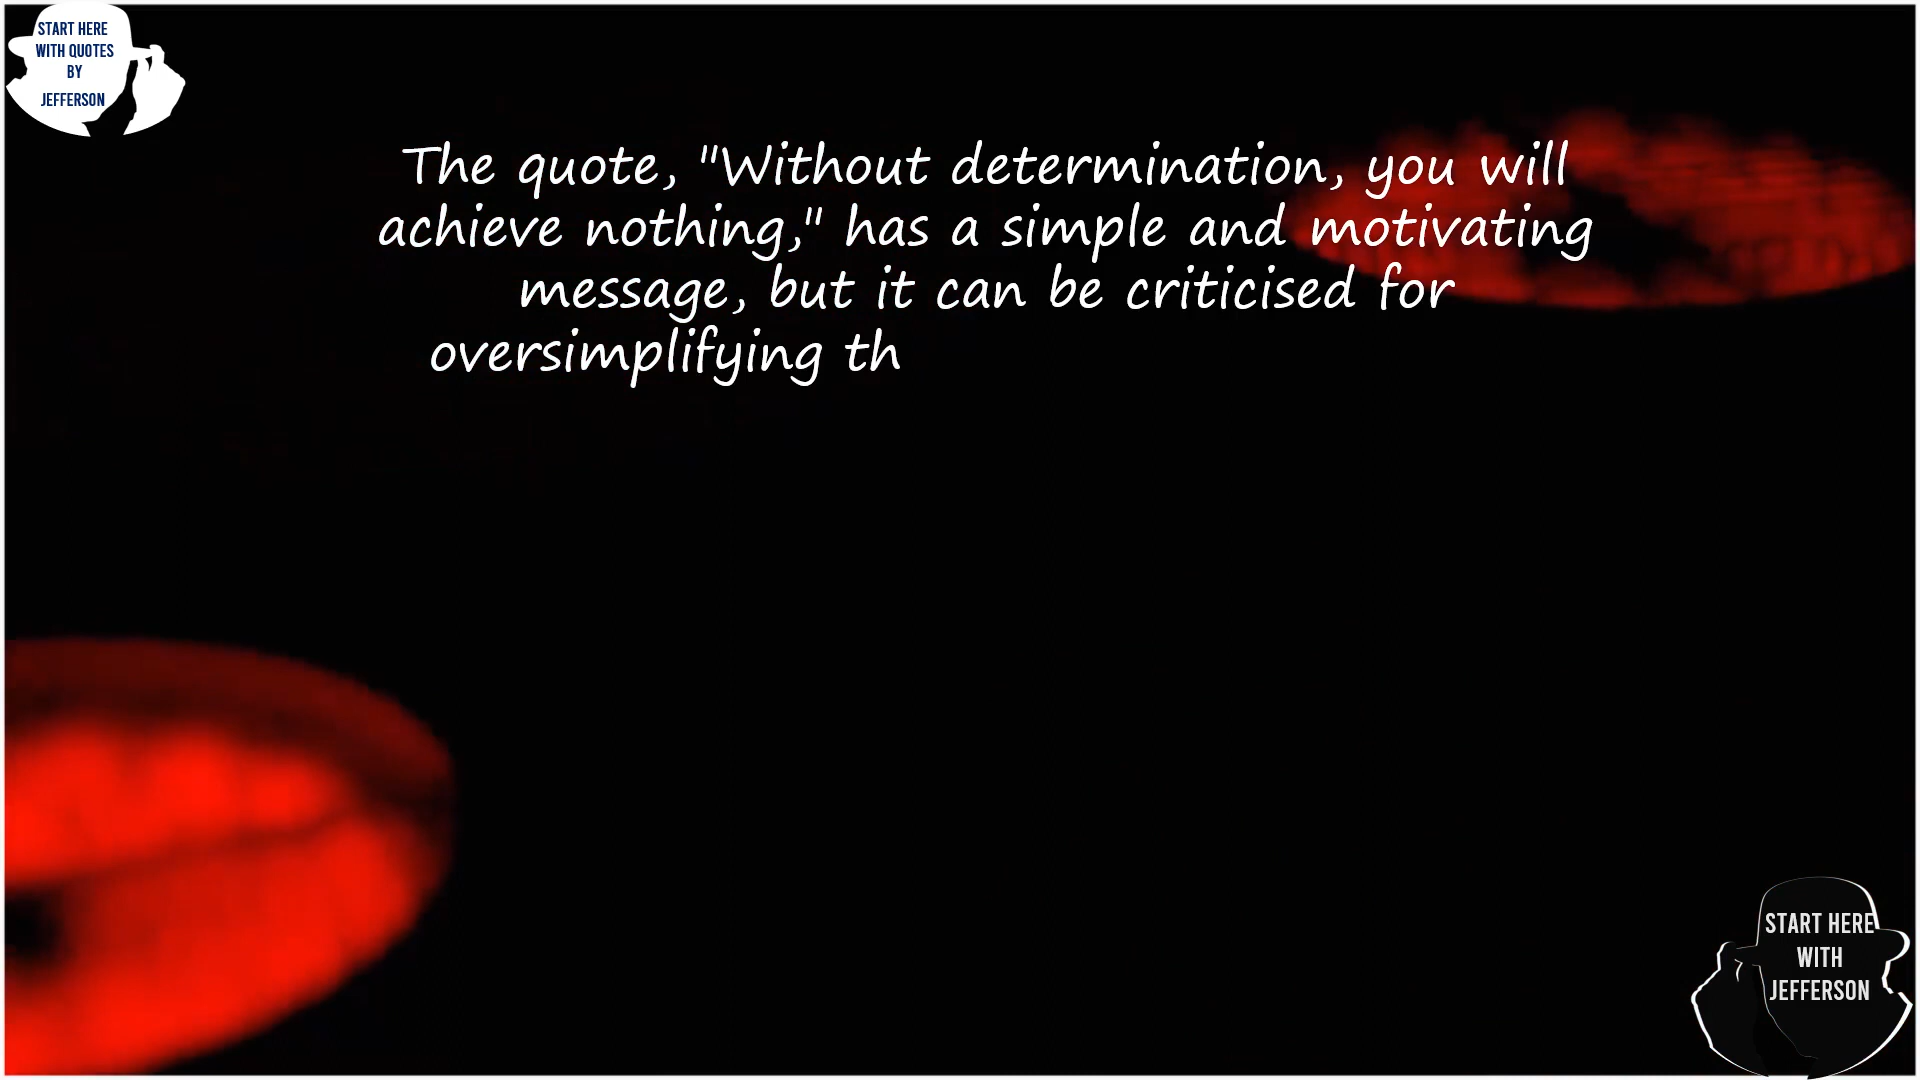 START HERE
WITH QUOTES
BY
JEFFERSON
The quote, "Without determination, you will
achieve nothing," has a simple and motivating
message, but it can be criticised for
oversimplifying th
START HERE
WITH
JEFFERSON